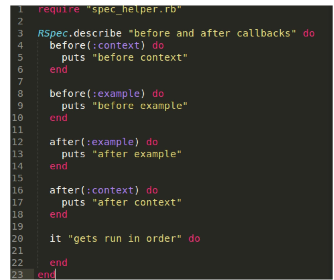 1 require "spec_helper.rb"
2
3 RSpec.describe "before and after callbacks" do
4 before(:context) do
5 puts "before context"
6 end
7
8 before(:example) do
9 puts "before example"
10 end
11
12 after(:example) do
13 puts "after example"
14 end
15
16 after(:context) do
17 puts "after context"
18 end
19
20 it "gets run in order" do
21
22 end
23 end